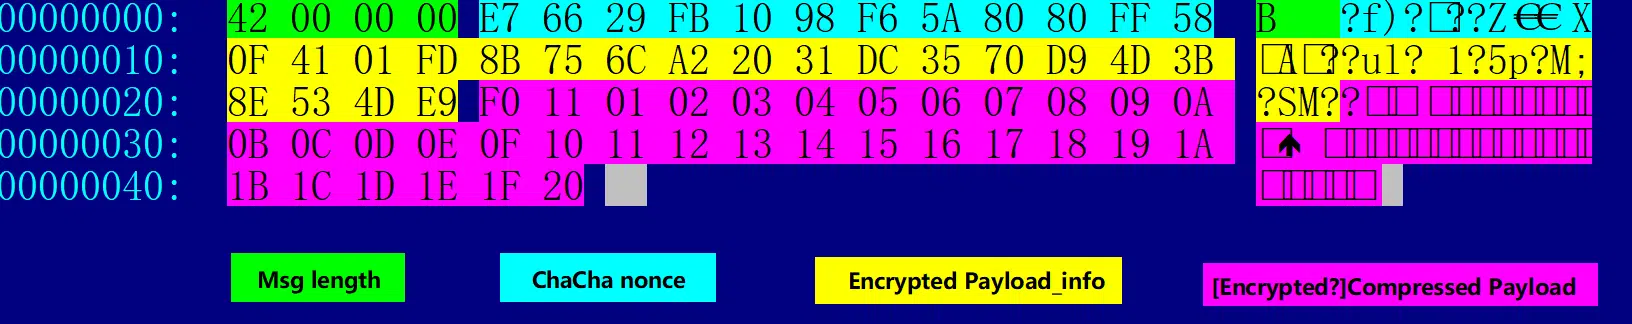 00000000: 42 00 00 00 E7 66 29 FB 10 98 F6 5A 80 80 FF 58 B ?f)?□??Z€€X
00000010: 0F 41 01 FD 8B 75 6C A2 20 31 DC 35 70 D9 4D 3B □A□??ul? 1?5p?M;
00000020: 8E 53 4D E9 F0 11 01 02 03 04 05 06 07 08 09 0A ?SM??□□□□□□□□□□
00000030: 0B 0C 0D 0E 0F 10 11 12 13 14 15 16 17 18 19 1A
00000040: 1B 1C 1D 1E 1F 20
Msg length
ChaCha nonce
Encrypted Payload_info
[Encrypted?]Compressed Payload